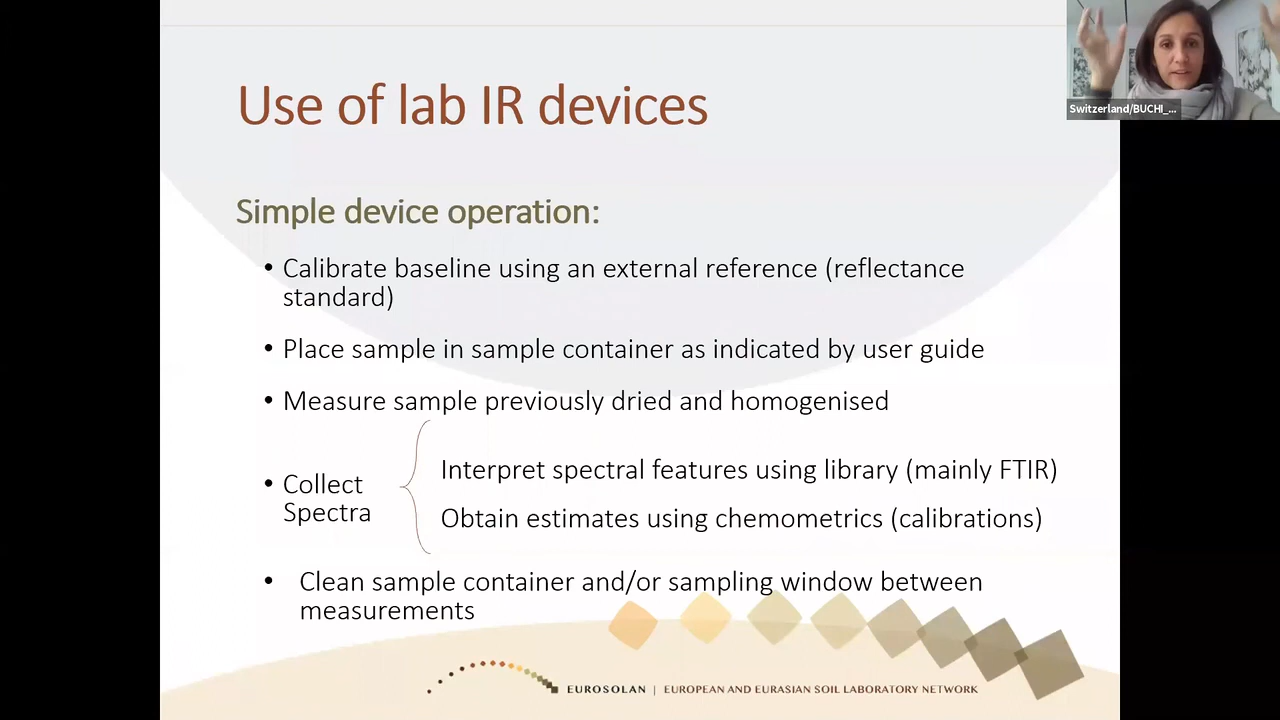 Use of lab IR devices
Switzerland/BUCHI_...
Simple device operation:
• Calibrate baseline using an external reference (reflectance
standard)
• Place sample in sample container as indicated by user guide
• Measure sample previously dried and homogenised
• Collect
Spectra
Interpret spectral features using library (mainly FTIR)
Obtain estimates using chemometrics (calibrations)
• Clean sample container and/or sampling window between
measurements
EUROSOLAN | EUROPEAN AND EURASIAN SOIL LABORATORY NETWORK